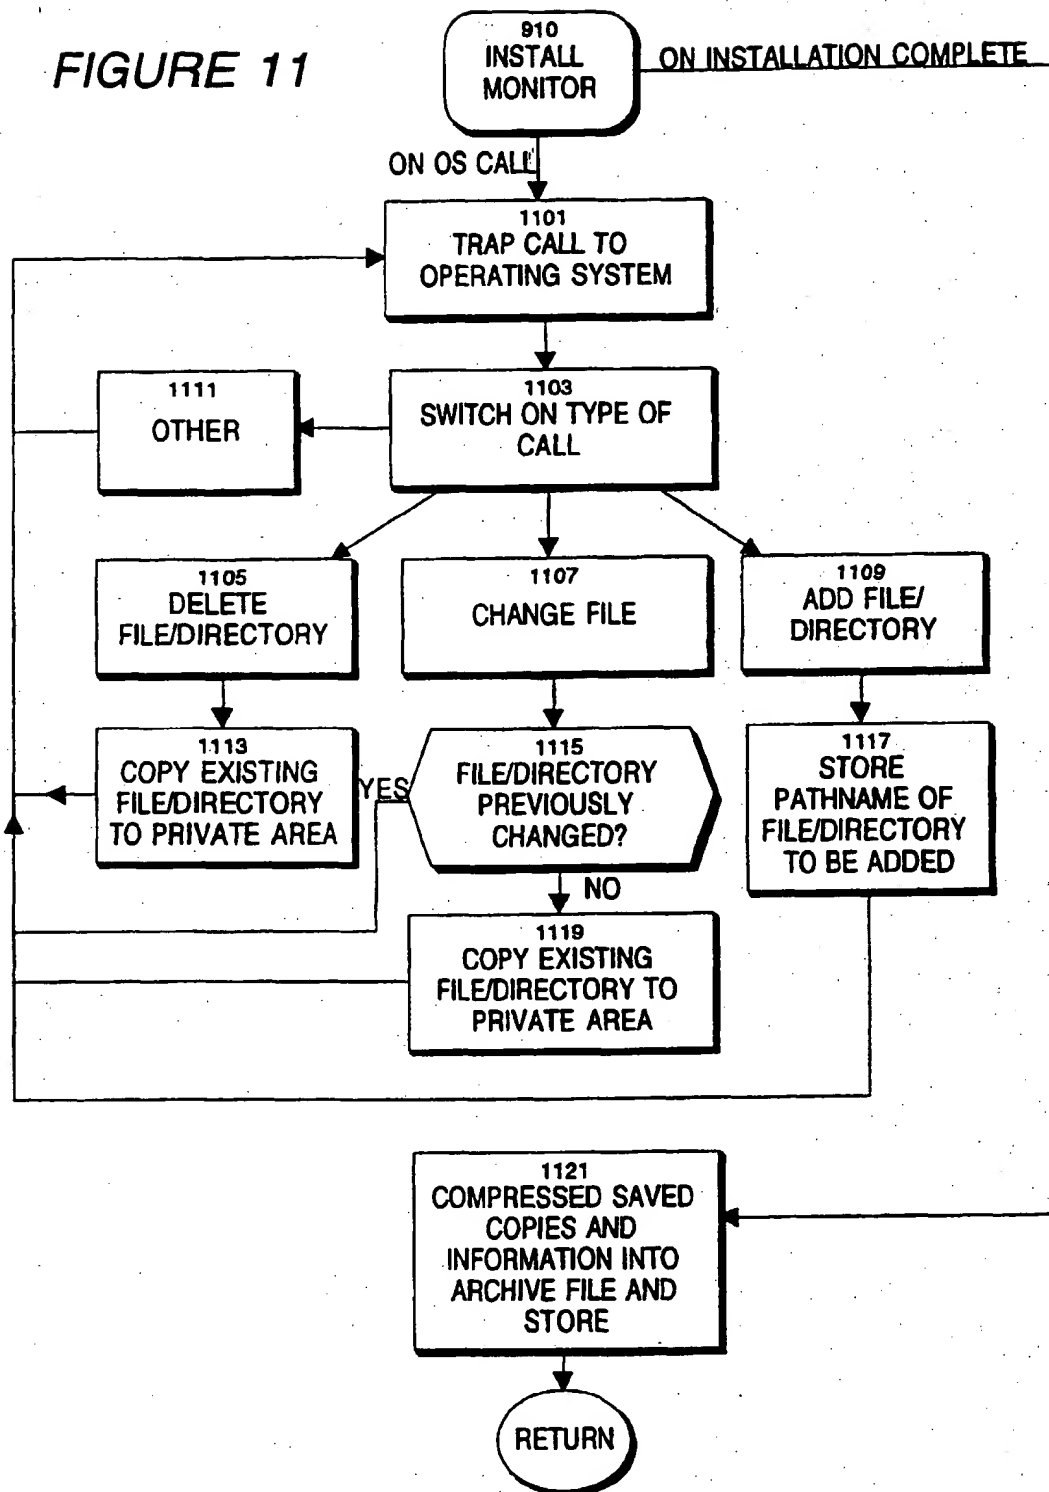 FIGURE 11
910
INSTALL
MONITOR
ON INSTALLATION COMPLETE
ON OS CALL
1101
TRAP CALL TO
OPERATING SYSTEM
1111
OTHER
1103
SWITCH ON TYPE OF
CALL
1105
DELETE
FILE/DIRECTORY
1107
CHANGE FILE
1109
ADD FILE/
DIRECTORY
1113
COPY EXISTING
FILE/DIRECTORY
TO PRIVATE AREA
YES
1115
FILE/DIRECTORY
PREVIOUSLY
CHANGED?
NO
1117
STORE
PATHNAME OF
FILE/DIRECTORY
TO BE ADDED
1119
COPY EXISTING
FILE/DIRECTORY TO
PRIVATE AREA
1121
COMPRESSED SAVED
COPIES AND
INFORMATION INTO
ARCHIVE FILE AND
STORE
RETURN